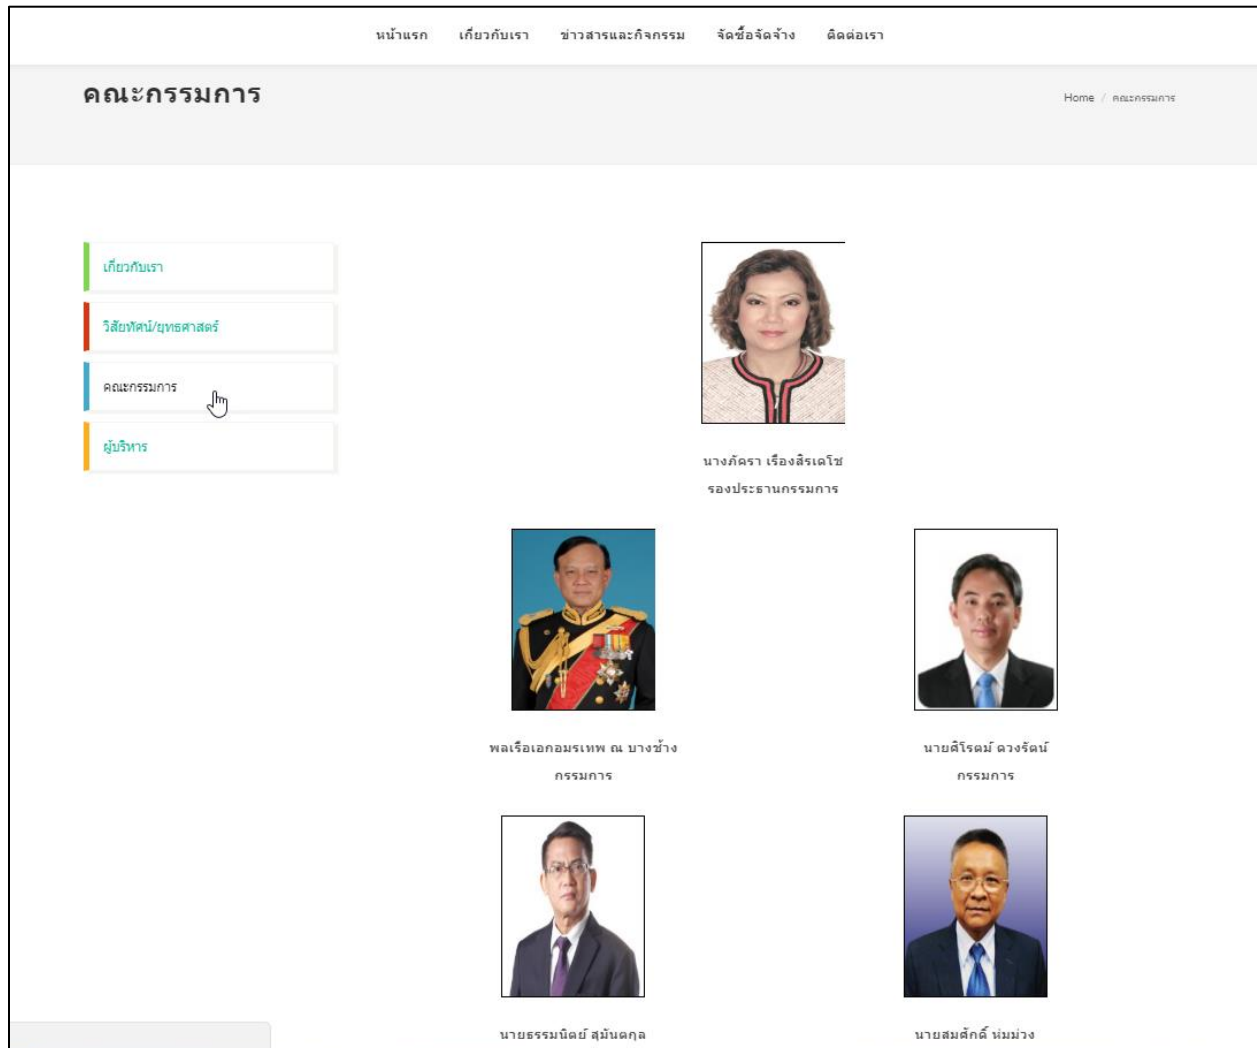 หน้าแรก เกี่ยวกับเรา ข่าวสารและกิจกรรม จัดซื้อจัดจ้าง ติดต่อเรา
คณะกรรมการ
Home / คณะกรรมการ
เกี่ยวกับเรา
วิสัยทัศน์/ยุทธศาสตร์
คณะกรรมการ
ผู้บริหาร
นางภัครา เรืองสิรเดโช
รองประธานกรรมการ
พลเรือเอกอมรเทพ ณ บางช้าง
กรรมการ
นายศิโรตม์ ดวงรัตน์
กรรมการ
นายธรรมนิตย์ สุมันตกุล
นายสมศักดิ์ ห่มม่วง